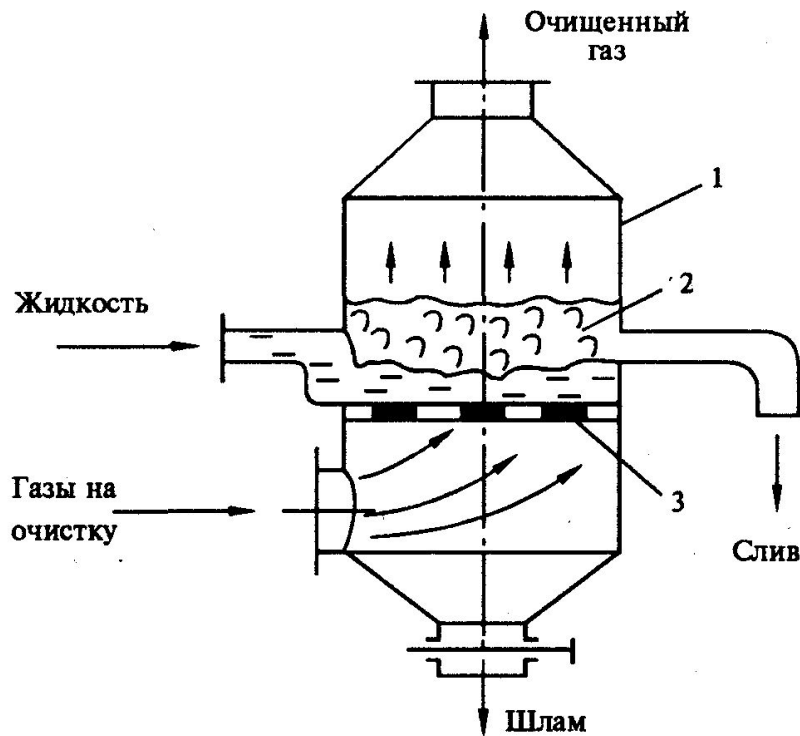 Очищенный
газ
1
Жидкость
2
Газы на
очистку
3
Слив
Шлам